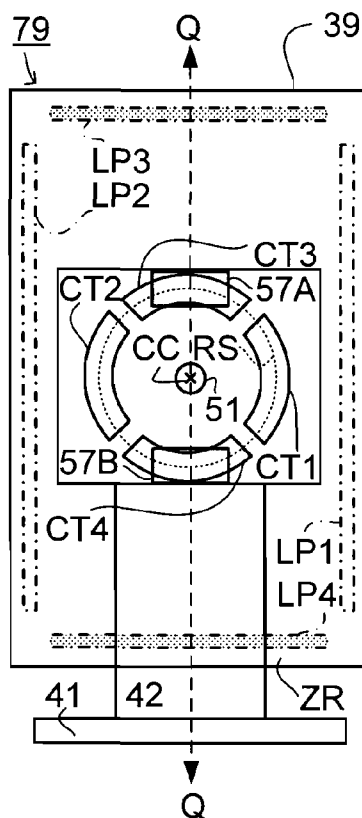 79
Q
39
LP3
LP2
CT3
CT2
57A
CC RS
51
57B
CT1
CT4
LP1
LP4
41
42
ZR
Q